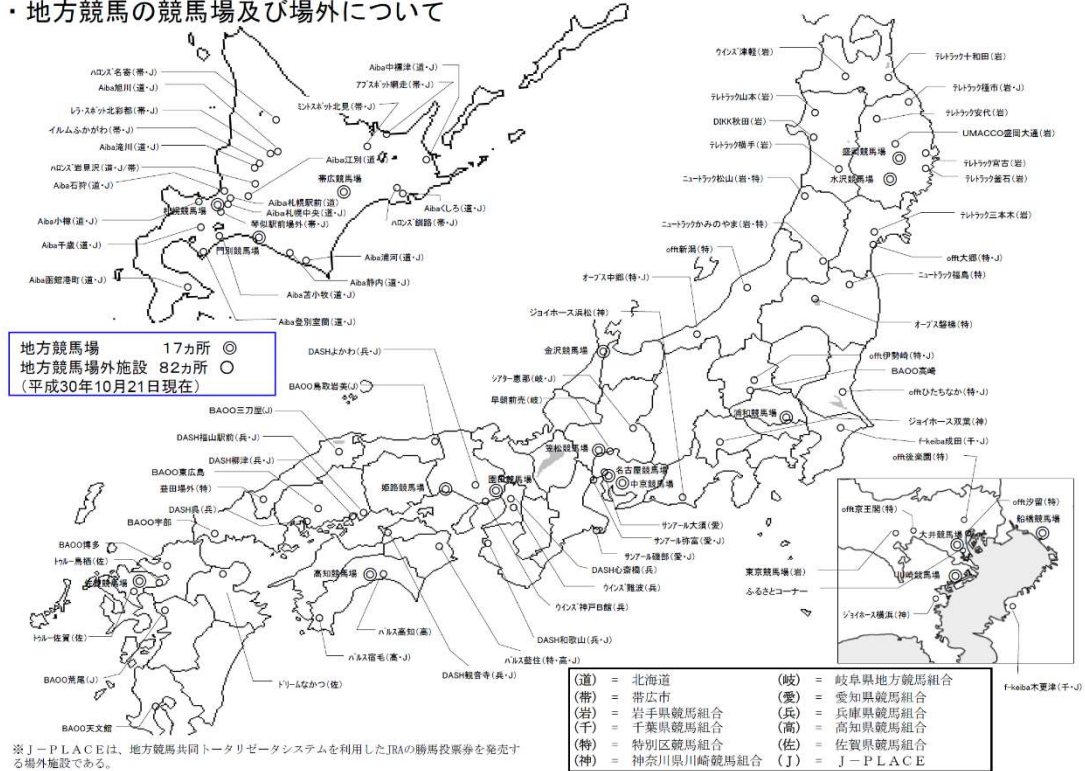 ・地方競馬の競馬場及び場外について
ハロンズ名寄(帯・J)
Aiba旭川(道・J)
レラ・スポット北彩都(帯・J)
イルムふかがわ(帯・J)
Aiba滝川(道・J)
ハロンズ岩見沢(道・J/帯)
Aiba石狩(道・J)
札幌競馬場
Aiba小樽(道・J)
Aiba千歳(道・J)
Aiba函館港町(道・J)
Aiba中標津(道・J)
アプスポット網走(帯・J)
ミントスポット北見(帯・J)
Aiba江別(道・J)
帯広競馬場
Aiba札幌駅前(道・J)
Aiba札幌中央(道・J)
琴似駅前場外(帯・J)
門別競馬場
Aibaくしろ(道・J)
ハロンズ釧路(帯・J)
Aiba浦河(道・J)
Aiba静内(道・J)
Aiba苫小牧(道・J)
Aiba登別室蘭(道・J)
地方競馬場 17ヵ所 ◎
地方競馬場外施設 82ヵ所 ○
(平成30年10月21日現在)
ウインズ津軽(岩)
テレトラック十和田(岩)
テレトラック山本(岩)
テレトラック種市(岩・J)
DIKK秋田(岩)
テレトラック安代(岩)
UMACCO盛岡大通(岩)
テレトラック横手(岩)
盛岡競馬場
テレトラック宮古(岩)
水沢競馬場
テレトラック釜石(岩)
ニュートラック松山(岩・特)
テレトラック三本木(岩)
ニュートラックかみのやま(岩・特)
offt大郷(特・J)
offt新潟(特)
ニュートラック福島(特)
オープス中郷(特・J)
オープス磐梯(特)
ジョイホース浜松(神)
金沢競馬場
offt伊勢崎(特・J)
BAOO高崎
シアター恵那(岐・J)
offtひたちなか(特・J)
早朝前売(岐)
浦和競馬場
ジョイホース双葉(神)
f-keiba成田(千・J)
笠松競馬場
名古屋競馬場
中京競馬場
サンアール大須(愛)
サンアール弥富(愛・J)
サンアール磯部(愛・J)
DASHよかわ(兵・J)
BAOO鳥取岩美(J)
BAOO三刀屋(J)
DASH福山駅前(兵・J)
DASH柳津(兵・J)
BAOO東広島
益田場外(特)
DASH呉(兵)
BAOO宇部
姫路競馬場
園田競馬場
DASH心斎橋(兵)
ウインズ難波(兵)
ウインズ神戸B館(兵)
DASH和歌山(兵・J)
パルス藍住(特・高・J)
DASH観音寺(兵・J)
高知競馬場
パルス高知(高)
パルス宿毛(高・J)
BAOO博多
トゥルー鳥栖(佐)
佐賀競馬場
トゥルー佐賀(佐)
BAOO荒尾(J)
ドリームなかつ(佐)
BAOO天文館
offt後楽園(特)
offt京王閣(特)
offt汐留(特)
大井競馬場
船橋競馬場
東京競馬場(岩)
川崎競馬場
ふるさとコーナー
ジョイホース横浜(神)
f-keiba木更津(千・J)
(道) = 北海道 (岐) = 岐阜県地方競馬組合
(帯) = 帯広市 (愛) = 愛知県競馬組合
(岩) = 岩手県競馬組合 (兵) = 兵庫県競馬組合
(千) = 千葉県競馬組合 (高) = 高知県競馬組合
(特) = 特別区競馬組合 (佐) = 佐賀県競馬組合
(神) = 神奈川県川崎競馬組合 (J) = J-PLACE
※J-PLACEは、地方競馬共同トータリゼータシステムを利用したJRAの勝馬投票券を発売す
る場外施設である。